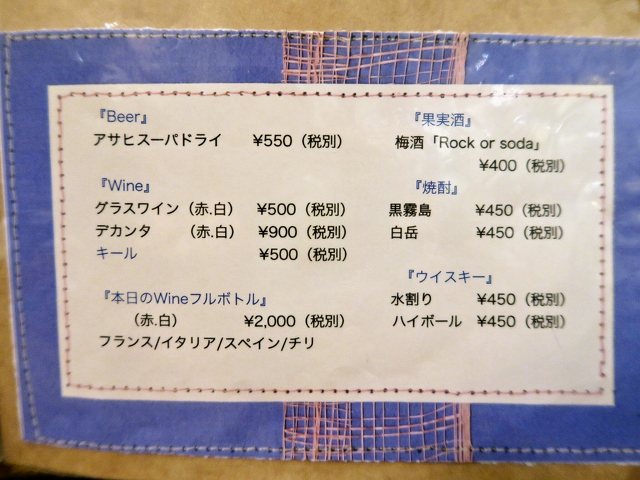 『Beer』
アサヒスーパドライ ¥550（税別）
『Wine』
グラスワイン（赤.白） ¥500（税別）
デカンタ （赤.白） ¥900（税別）
キール ¥500（税別）
『本日のWineフルボトル』
（赤.白） ¥2,000（税別）
フランス/イタリア/スペイン/チリ
『果実酒』
梅酒「Rock or soda」
¥400（税別）
『焼酎』
黒霧島 ¥450（税別）
白岳 ¥450（税別）
『ウイスキー』
水割り ¥450（税別）
ハイボール ¥450（税別）